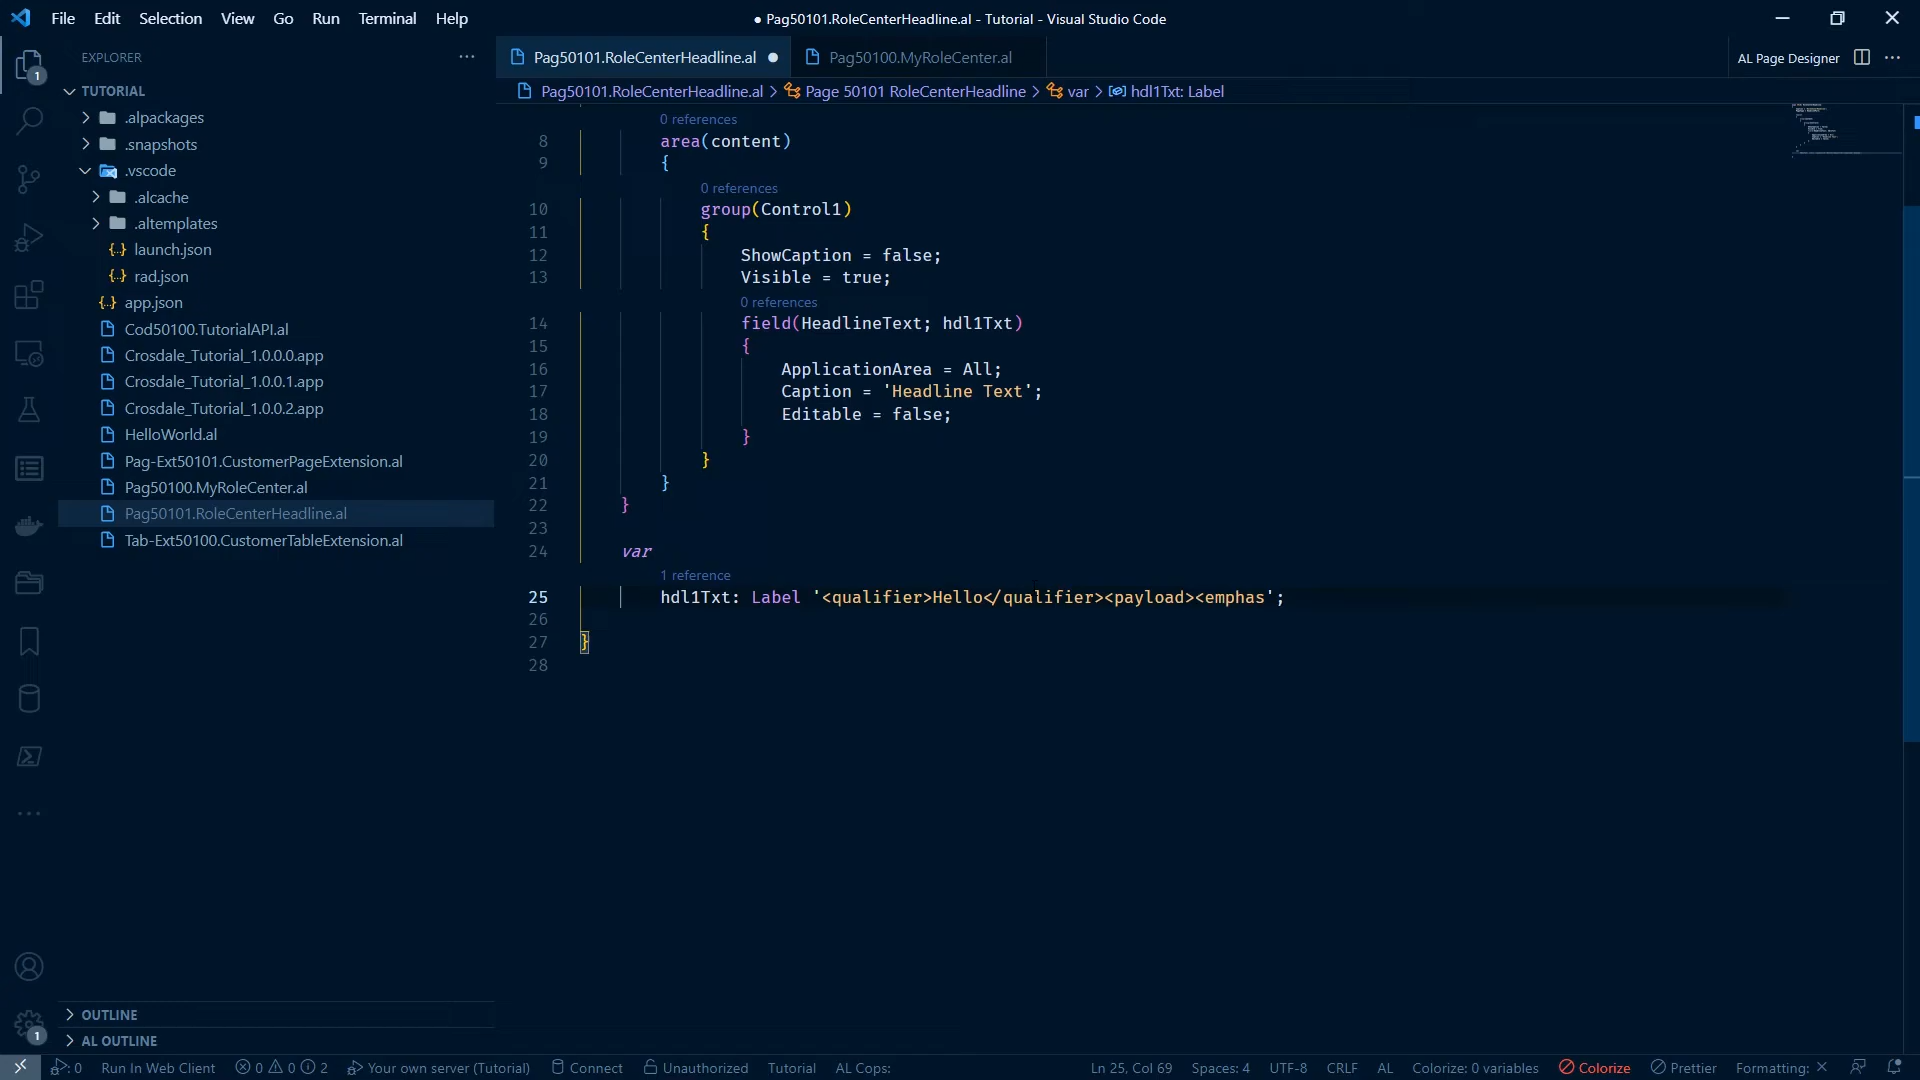 File Edit Selection View Go Run Terminal Help
● Pag50101.RoleCenterHeadline.al - Tutorial - Visual Studio Code
EXPLORER
Pag50101.RoleCenterHeadline.al
Pag50100.MyRoleCenter.al
AL Page Designer
TUTORIAL
Pag50101.RoleCenterHeadline.al > Page 50101 RoleCenterHeadline > var > hdl1Txt: Label
.alpackages
.snapshots
.vscode
.alcache
.altemplates
launch.json
rad.json
app.json
Cod50100.TutorialAPI.al
Crosdale_Tutorial_1.0.0.0.app
Crosdale_Tutorial_1.0.0.1.app
Crosdale_Tutorial_1.0.0.2.app
HelloWorld.al
Pag-Ext50101.CustomerPageExtension.al
Pag50100.MyRoleCenter.al
Pag50101.RoleCenterHeadline.al
Tab-Ext50100.CustomerTableExtension.al
0 references
8 area(content)
9 {
0 references
10 group(Control1)
11 {
12 ShowCaption = false;
13 Visible = true;
0 references
14 field(HeadlineText; hdl1Txt)
15 {
16 ApplicationArea = All;
17 Caption = 'Headline Text';
18 Editable = false;
19 }
20 }
21 }
22 }
23
24 var
1 reference
25 hdl1Txt: Label '<qualifier>Hello</qualifier><payload><emphas';
26
27 }
28
1
1
OUTLINE
AL OUTLINE
0 Run In Web Client 0 0 2 Your own server (Tutorial) Connect Unauthorized Tutorial AL Cops: Ln 25, Col 69 Spaces: 4 UTF-8 CRLF AL Colorize: 0 variables Colorize Prettier Formatting: ✕